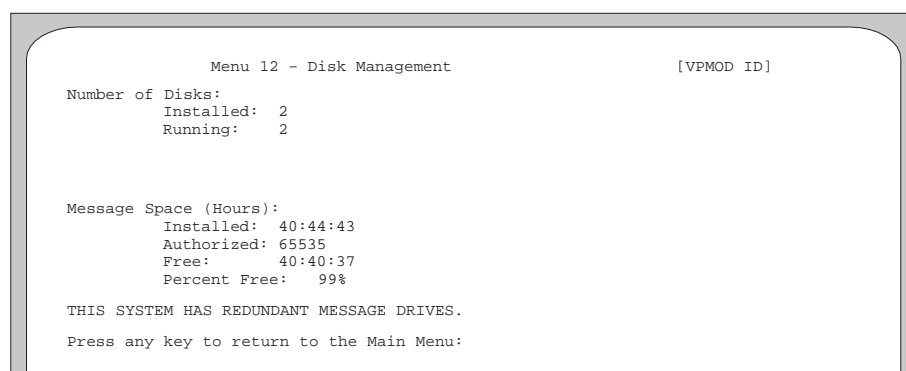 Menu 12 – Disk Management [VPMOD ID]
Number of Disks:
Installed: 2
Running: 2
Message Space (Hours):
Installed: 40:44:43
Authorized: 65535
Free: 40:40:37
Percent Free: 99%
THIS SYSTEM HAS REDUNDANT MESSAGE DRIVES.
Press any key to return to the Main Menu: